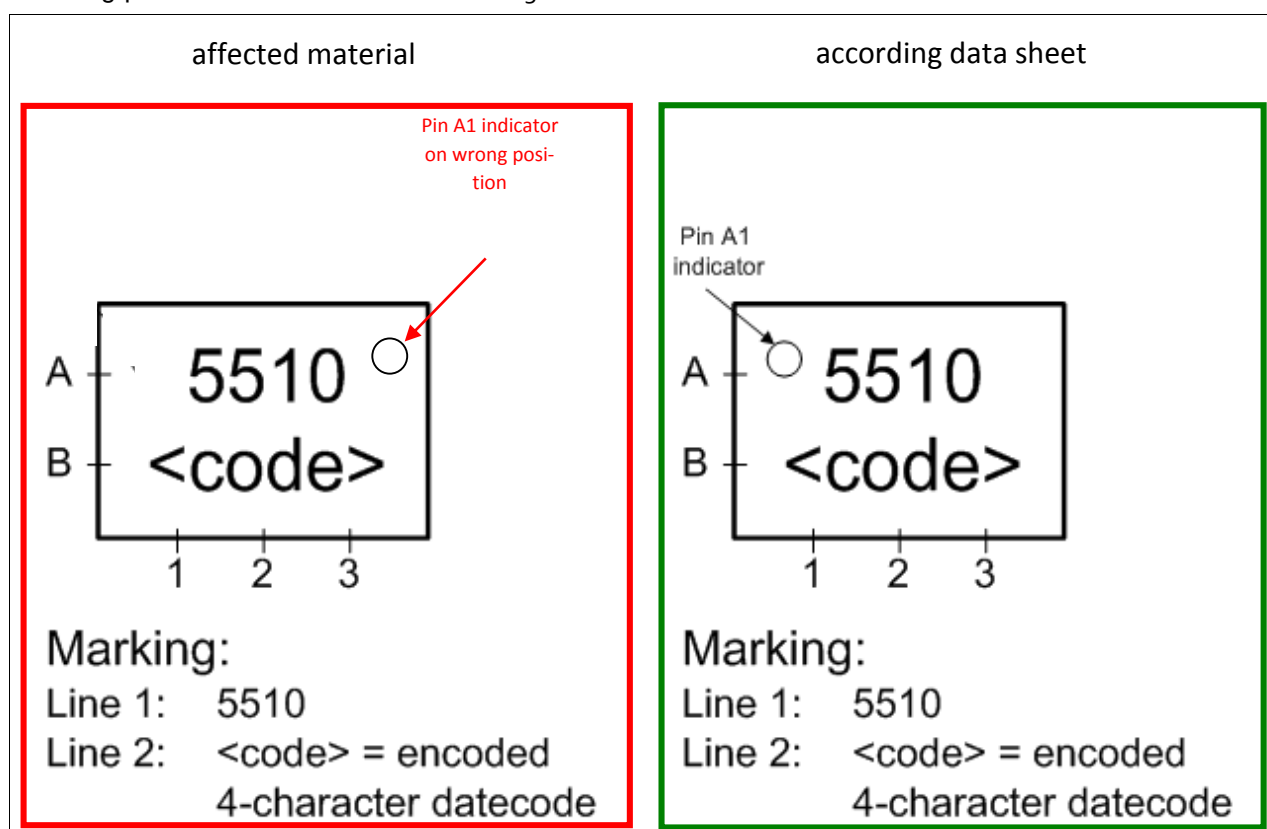 affected material
according data sheet
Pin A1 indicator
on wrong posi-
tion
A
5510
B
<code>
1 2 3
Marking:
Line 1: 5510
Line 2: <code> = encoded
4-character datecode
Pin A1
indicator
A
5510
B
<code>
1 2 3
Marking:
Line 1: 5510
Line 2: <code> = encoded
4-character datecode